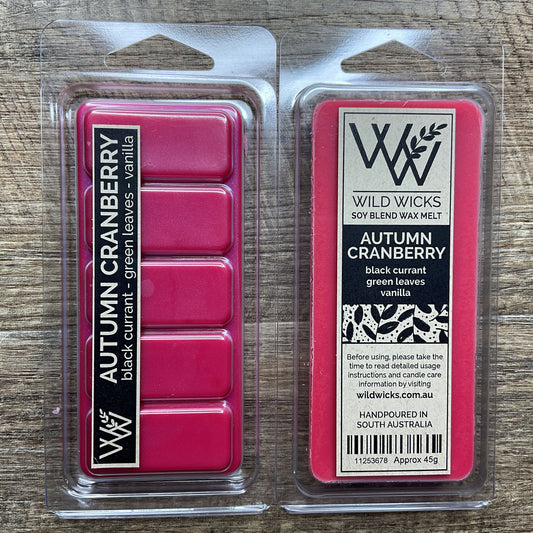 AUTUMN CRANBERRY
black currant - green leaves - vanilla
W
WILD WICKS
SOY BLEND WAX MELT
AUTUMN
CRANBERRY
black currant
green leaves
vanilla
Before using, please take the
time to read detailed usage
instructions and candle care
information by visiting
wildwicks.com.au
HANDPOURED IN
SOUTH AUSTRALIA
11253678 Approx 45g